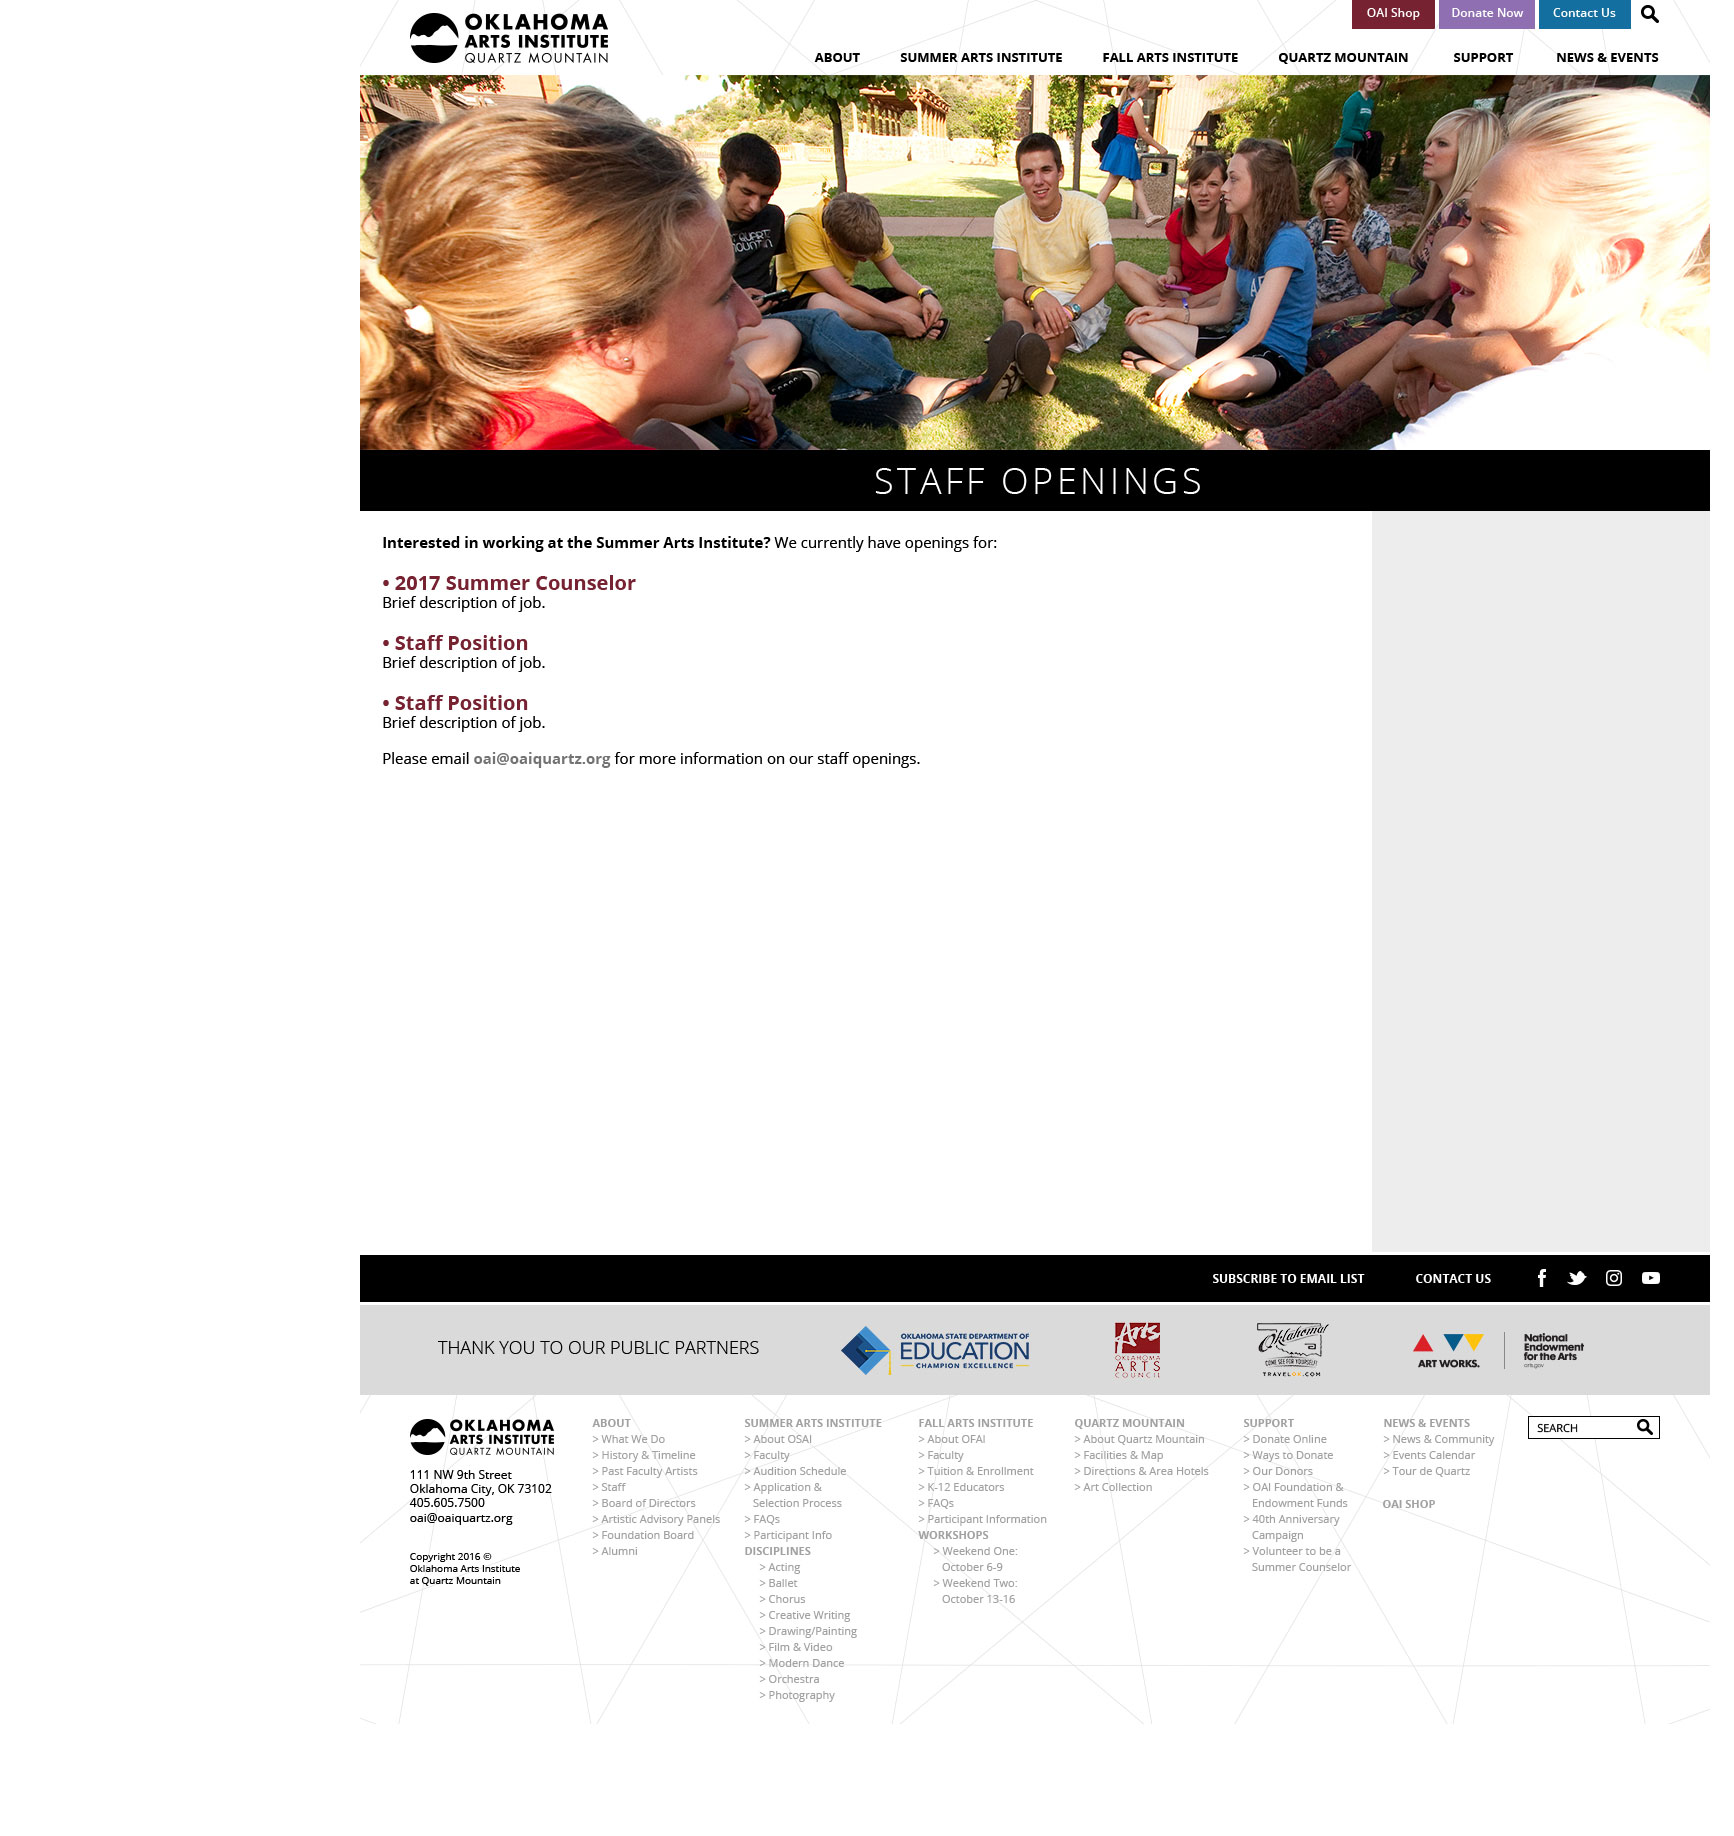 OAI Shop
Donate Now
Contact Us
OKLAHOMA
ARTS INSTITUTE
QUARTZ MOUNTAIN
ABOUT
SUMMER ARTS INSTITUTE
FALL ARTS INSTITUTE
QUARTZ MOUNTAIN
SUPPORT
NEWS & EVENTS
STAFF OPENINGS
Interested in working at the Summer Arts Institute? We currently have openings for:
• 2017 Summer Counselor
Brief description of job.
• Staff Position
Brief description of job.
• Staff Position
Brief description of job.
Please email oai@oaiquartz.org for more information on our staff openings.
SUBSCRIBE TO EMAIL LIST
CONTACT US
THANK YOU TO OUR PUBLIC PARTNERS
OKLAHOMA STATE DEPARTMENT OF
EDUCATION
CHAMPION EXCELLENCE
Arts
OKLAHOMA
ARTS
COUNCIL
Oklahoma!
COME SEE FOR YOURSELF!
TRAVELOK.COM
ART WORKS.
National
Endowment
for the Arts
arts.gov
OKLAHOMA
ARTS INSTITUTE
QUARTZ MOUNTAIN
111 NW 9th Street
Oklahoma City, OK 73102
405.605.7500
oai@oaiquartz.org
Copyright 2016 ©
Oklahoma Arts Institute
at Quartz Mountain
ABOUT
> What We Do
> History & Timeline
> Past Faculty Artists
> Staff
> Board of Directors
> Artistic Advisory Panels
> Foundation Board
> Alumni
SUMMER ARTS INSTITUTE
> About OSAI
> Faculty
> Audition Schedule
> Application &
Selection Process
> FAQs
> Participant Info
DISCIPLINES
> Acting
> Ballet
> Chorus
> Creative Writing
> Drawing/Painting
> Film & Video
> Modern Dance
> Orchestra
> Photography
FALL ARTS INSTITUTE
> About OFAI
> Faculty
> Tuition & Enrollment
> K-12 Educators
> FAQs
> Participant Information
WORKSHOPS
> Weekend One:
October 6-9
> Weekend Two:
October 13-16
QUARTZ MOUNTAIN
> About Quartz Mountain
> Facilities & Map
> Directions & Area Hotels
> Art Collection
SUPPORT
> Donate Online
> Ways to Donate
> Our Donors
> OAI Foundation &
Endowment Funds
> 40th Anniversary
Campaign
> Volunteer to be a
Summer Counselor
NEWS & EVENTS
> News & Community
> Events Calendar
> Tour de Quartz
OAI SHOP
SEARCH